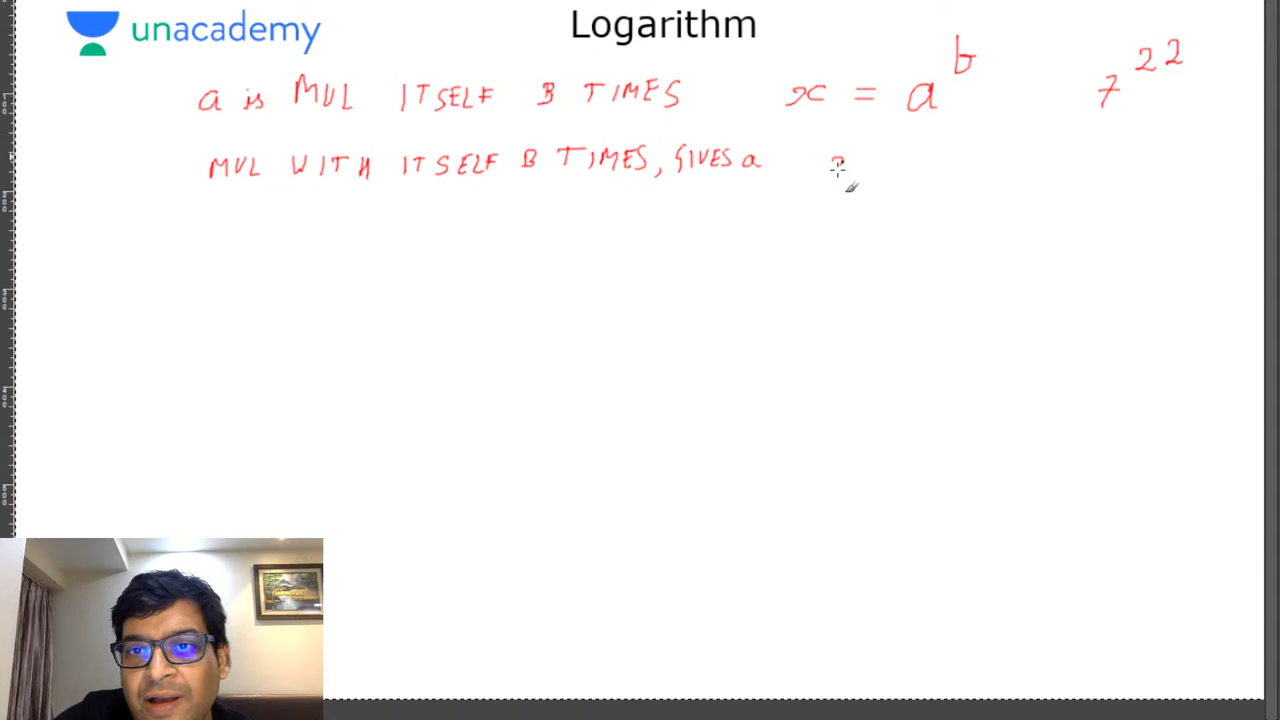 unacademy
Logarithm
a is MUL ITSELF B TIMES x = a^b 7^22
MUL WITH ITSELF B TIMES, GIVES a